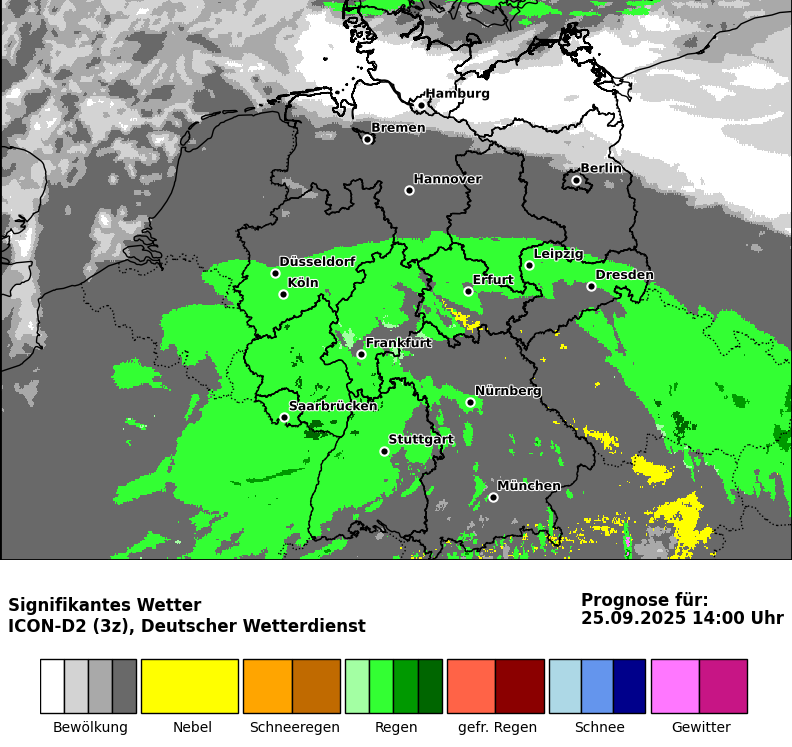 Hamburg
Bremen
Berlin
Hannover
Leipzig
Düsseldorf
Dresden
Köln
Erfurt
Frankfurt
Nürnberg
Saarbrücken
Stuttgart
München
Signifikantes Wetter
ICON-D2 (3z), Deutscher Wetterdienst
Prognose für:
25.09.2025 14:00 Uhr
Bewölkung Nebel Schneeregen Regen gefr. Regen Schnee Gewitter